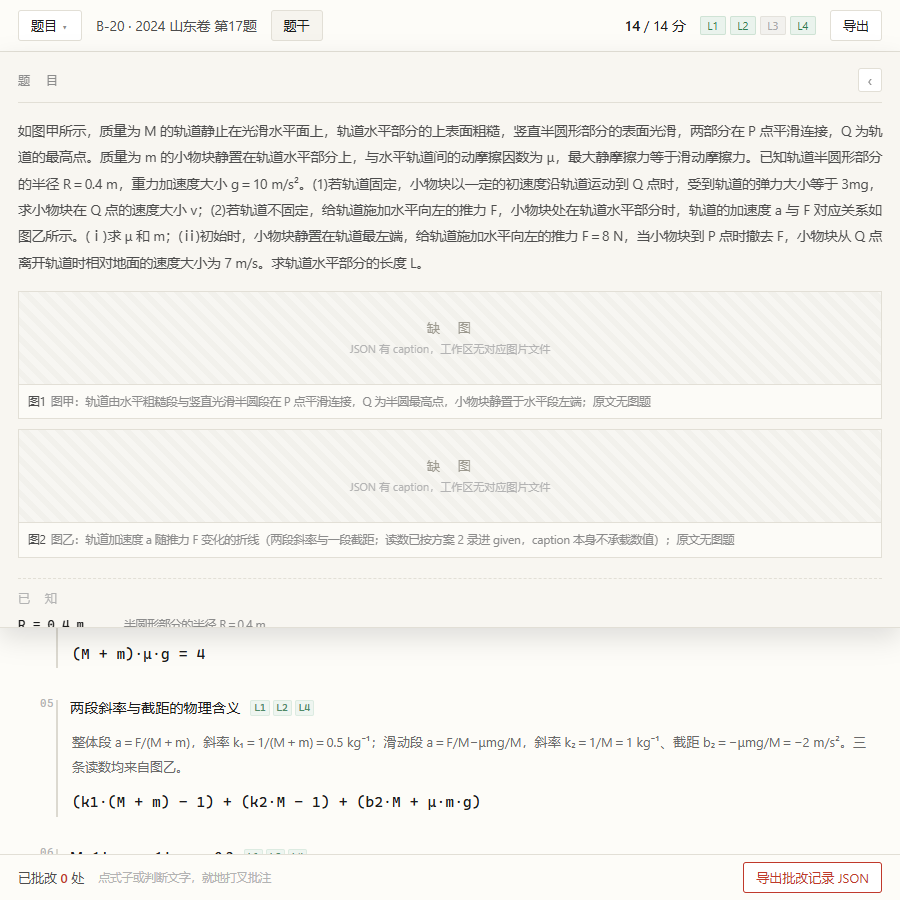 题目 B-20 · 2024 山东卷 第17题 题干 14 / 14 分 L1 L2 L3 L4 导出
题 目
如图甲所示，质量为 M 的轨道静止在光滑水平面上，轨道水平部分的上表面粗糙，竖直半圆形部分的表面光滑，两部分在 P 点平滑连接，Q 为轨
道的最高点。质量为 m 的小物块静置在轨道水平部分上，与水平轨道间的动摩擦因数为 μ，最大静摩擦力等于滑动摩擦力。已知轨道半圆形部分
的半径 R＝0.4 m，重力加速度大小 g＝10 m/s²。(1)若轨道固定，小物块以一定的初速度沿轨道运动到 Q 点时，受到轨道的弹力大小等于 3mg，
求小物块在 Q 点的速度大小 v；(2)若轨道不固定，给轨道施加水平向左的推力 F，小物块处在轨道水平部分时，轨道的加速度 a 与 F 对应关系如
图乙所示。(ⅰ)求 μ 和 m；(ⅱ)初始时，小物块静置在轨道最左端，给轨道施加水平向左的推力 F＝8 N，当小物块到 P 点时撤去 F，小物块从 Q 点
离开轨道时相对地面的速度大小为 7 m/s。求轨道水平部分的长度 L。
缺 图
JSON 有 caption，工作区无对应图片文件
图1 图甲：轨道由水平粗糙段与竖直光滑半圆段在 P 点平滑连接，Q 为半圆最高点，小物块静置于水平段左端；原文无图题
缺 图
JSON 有 caption，工作区无对应图片文件
图2 图乙：轨道加速度 a 随推力 F 变化的折线（两段斜率与一段截距；读数已按方案 2 录进 given，caption 本身不承载数值）；原文无图题
已 知
R = 0.4 m 半圆形部分的半径 R＝0.4 m
(M + m)·μ·g = 4
05 两段斜率与截距的物理含义 L1 L2 L4
整体段 a＝F/(M＋m)，斜率 k₁＝1/(M＋m)＝0.5 kg⁻¹；滑动段 a＝F/M−μmg/M，斜率 k₂＝1/M＝1 kg⁻¹、截距 b₂＝−μmg/M＝−2 m/s²。三
条读数均来自图乙。
(k1·(M + m) − 1) + (k2·M − 1) + (b2·M + μ·m·g)
06
已批改 0 处 点式子或判断文字，就地打叉批注 导出批改记录 JSON